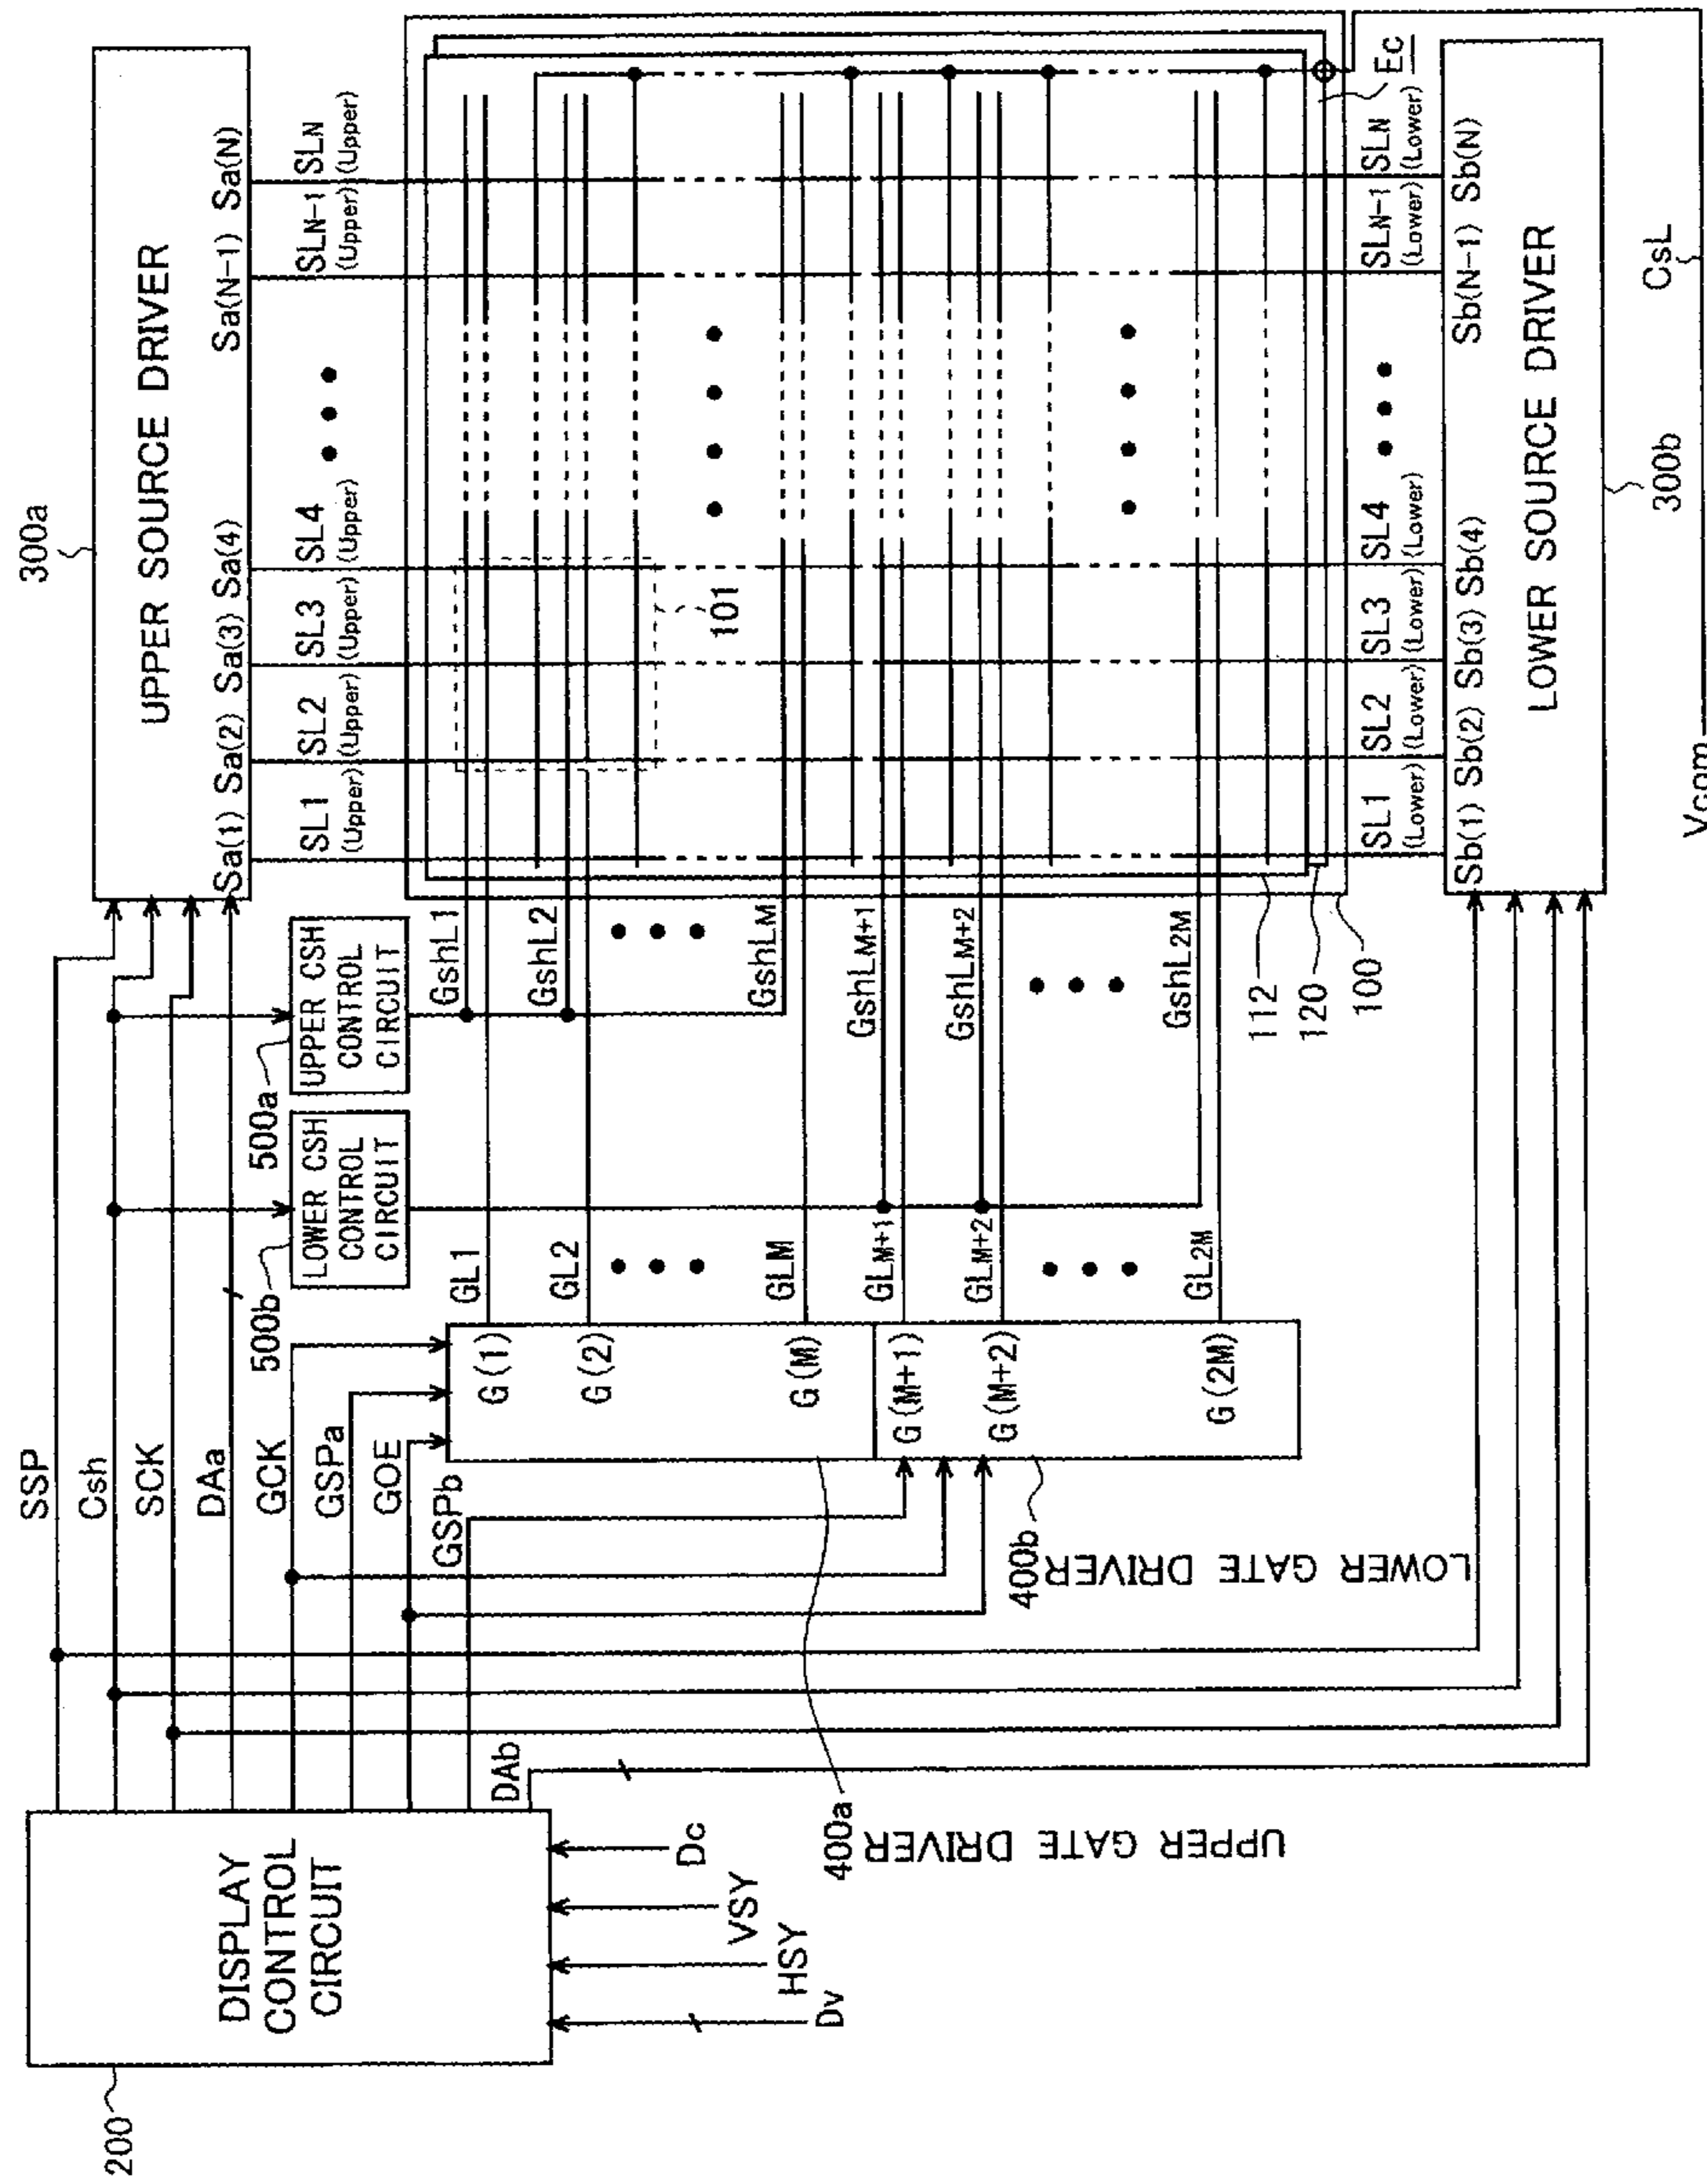 300a
UPPER SOURCE DRIVER
Sa(1) Sa(2) Sa(3) Sa(4) Sa(N-1) Sa(N)
SL1 SL2 SL3 SL4 SLN-1 SLN
(Upper) (Upper) (Upper) (Upper) (Upper) (Upper)
200
DISPLAY
CONTROL
CIRCUIT
Dv
HSY
VSY
Dc
SSP
Csh
SCK
DAa
GCK
GSPa
GOE
GSPb
DAb
500b
LOWER CSH
CONTROL
CIRCUIT
500a
UPPER CSH
CONTROL
CIRCUIT
G(1)
G(2)
G(M)
G(M+1)
G(M+2)
G(2M)
GL1
GL2
GLM
GLM+1
GLM+2
GL2M
GshL1
GshL2
GshLM
GshLM+1
GshLM+2
GshL2M
101
400a
UPPER GATE DRIVER
400b
LOWER GATE DRIVER
112
120
100
Ec
SL1 SL2 SL3 SL4 SLN-1 SLN
(Lower) (Lower) (Lower) (Lower) (Lower) (Lower)
Sb(1) Sb(2) Sb(3) Sb(4) Sb(N-1) Sb(N)
LOWER SOURCE DRIVER
300b
CsL
Vcom